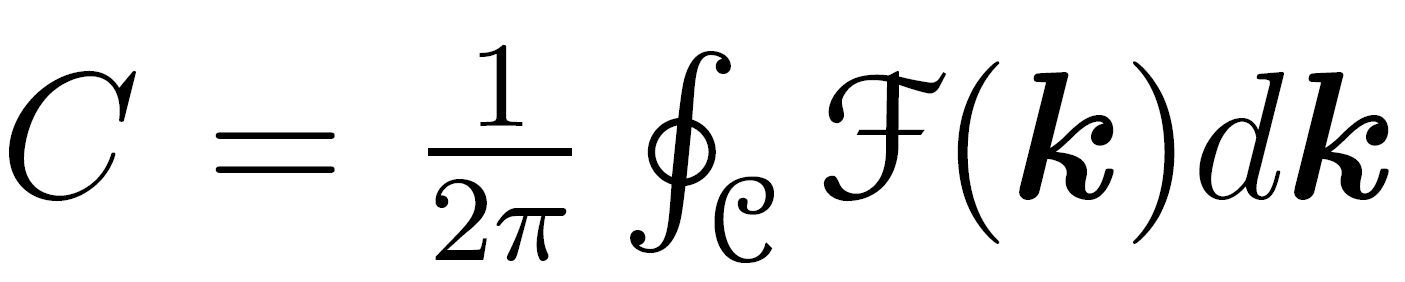 C = \frac{1}{2\pi} \oint_{\mathcal{C}} \mathcal{F}(\boldsymbol{k}) d\boldsymbol{k}